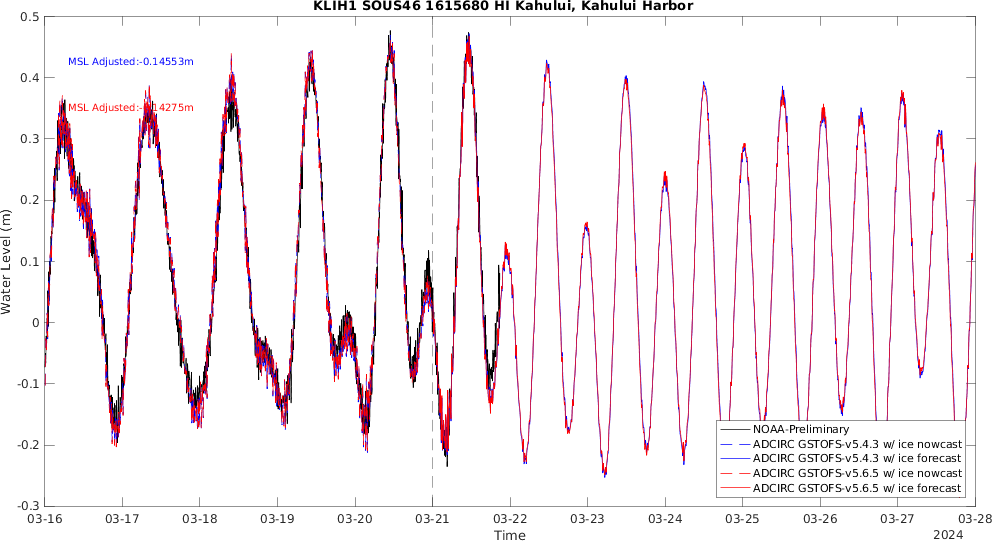 KLIH1 SOUS46 1615680 HI Kahului, Kahului Harbor
0.5
0.4
0.3
0.2
0.1
0
-0.1
-0.2
-0.3
Water Level (m)
MSL Adjusted:-0.14553m
MSL Adjusted:-0.14275m
NOAA-Preliminary
ADCIRC GSTOFS-v5.4.3 w/ ice nowcast
ADCIRC GSTOFS-v5.4.3 w/ ice forecast
ADCIRC GSTOFS-v5.6.5 w/ ice nowcast
ADCIRC GSTOFS-v5.6.5 w/ ice forecast
03-16 03-17 03-18 03-19 03-20 03-21 03-22 03-23 03-24 03-25 03-26 03-27 03-28
Time
2024